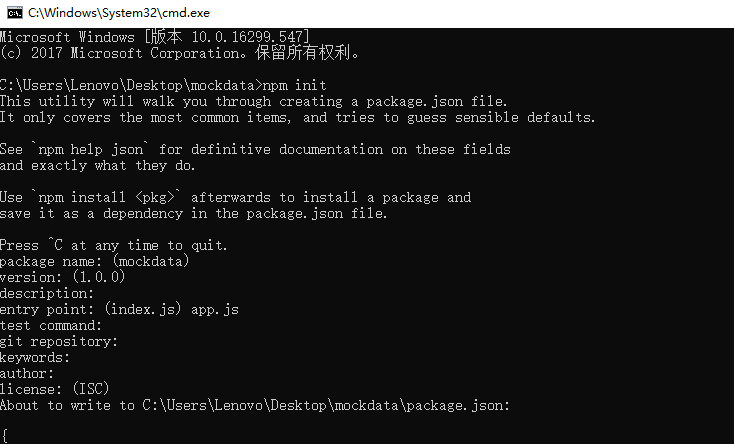 C:\Windows\System32\cmd.exe
Microsoft Windows [版本 10.0.16299.547]
(c) 2017 Microsoft Corporation。保留所有权利。
C:\Users\Lenovo\Desktop\mockdata>npm init
This utility will walk you through creating a package.json file.
It only covers the most common items, and tries to guess sensible defaults.
See `npm help json` for definitive documentation on these fields
and exactly what they do.
Use `npm install <pkg>` afterwards to install a package and
save it as a dependency in the package.json file.
Press ^C at any time to quit.
package name: (mockdata)
version: (1.0.0)
description:
entry point: (index.js) app.js
test command:
git repository:
keywords:
author:
license: (ISC)
About to write to C:\Users\Lenovo\Desktop\mockdata\package.json:
{